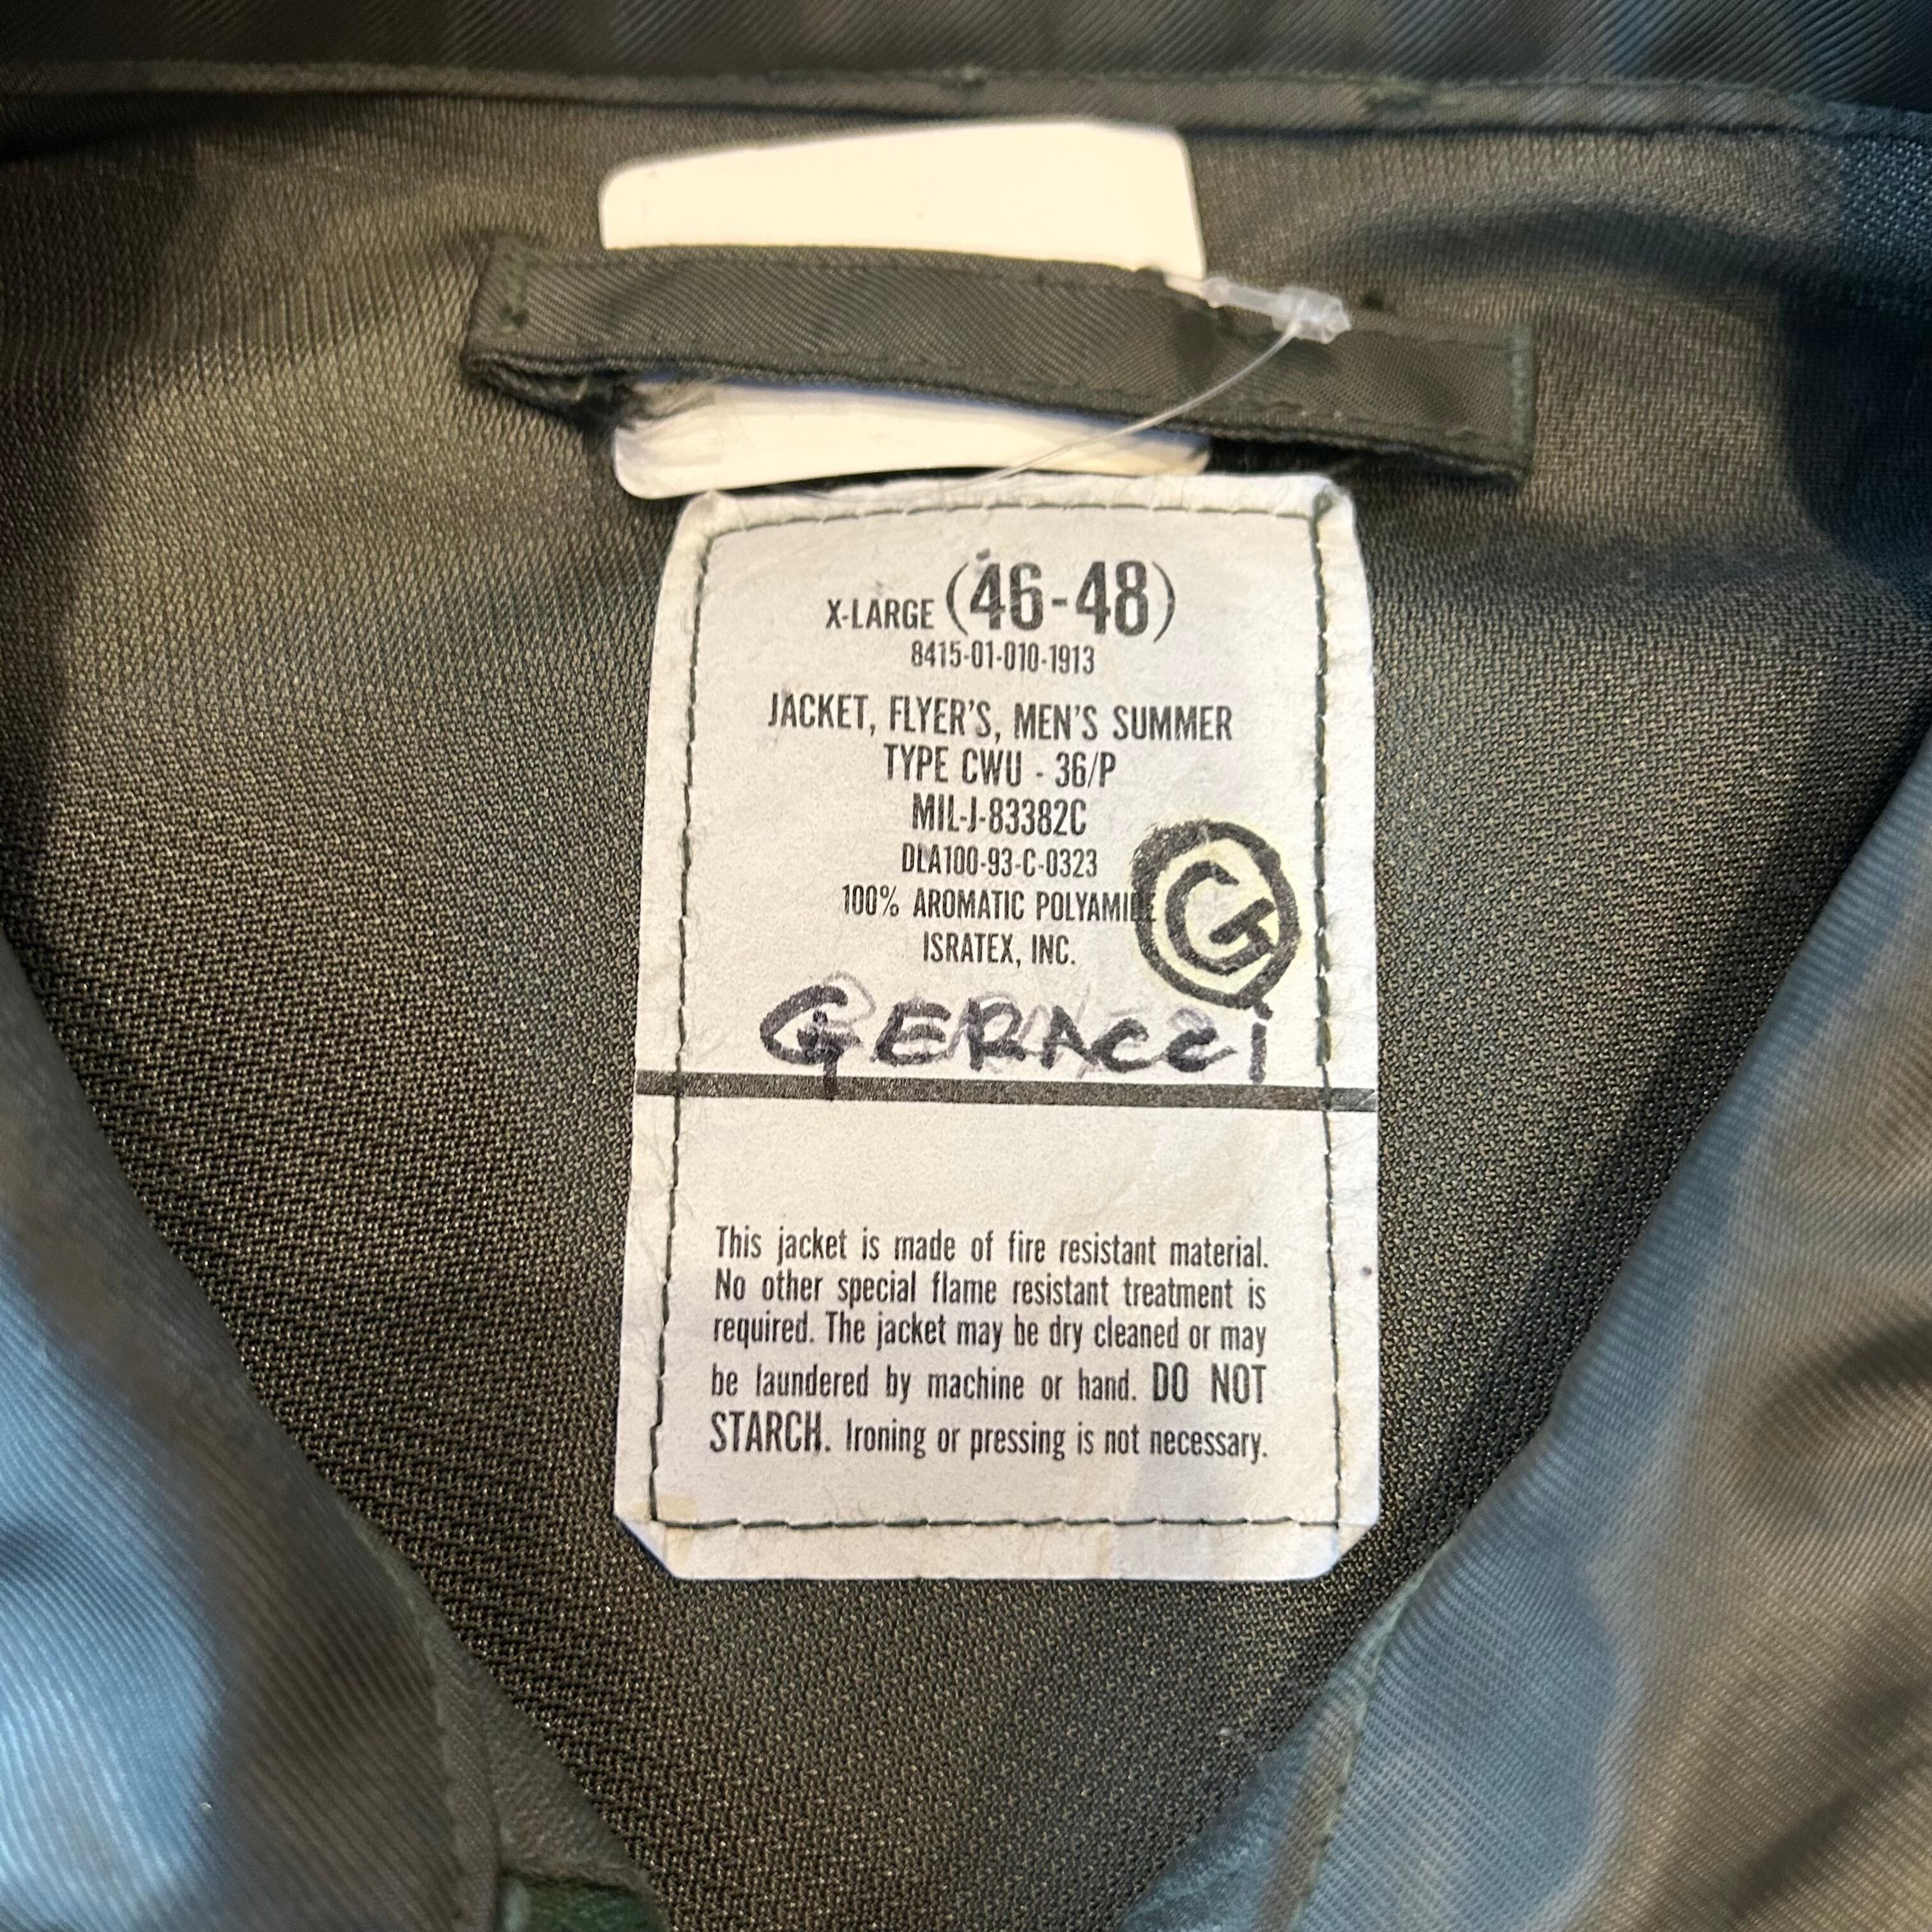 X-LARGE (46-48)
8415-01-010-1913
JACKET, FLYER'S, MEN'S SUMMER
TYPE CWU - 36/P
MIL-J-83382C
DLA100-93-C-0323
100% AROMATIC POLYAMIDE
ISRATEX, INC.
G
GERACCI
This jacket is made of fire resistant material.
No other special flame resistant treatment is
required. The jacket may be dry cleaned or may
be laundered by machine or hand. DO NOT
STARCH. Ironing or pressing is not necessary.